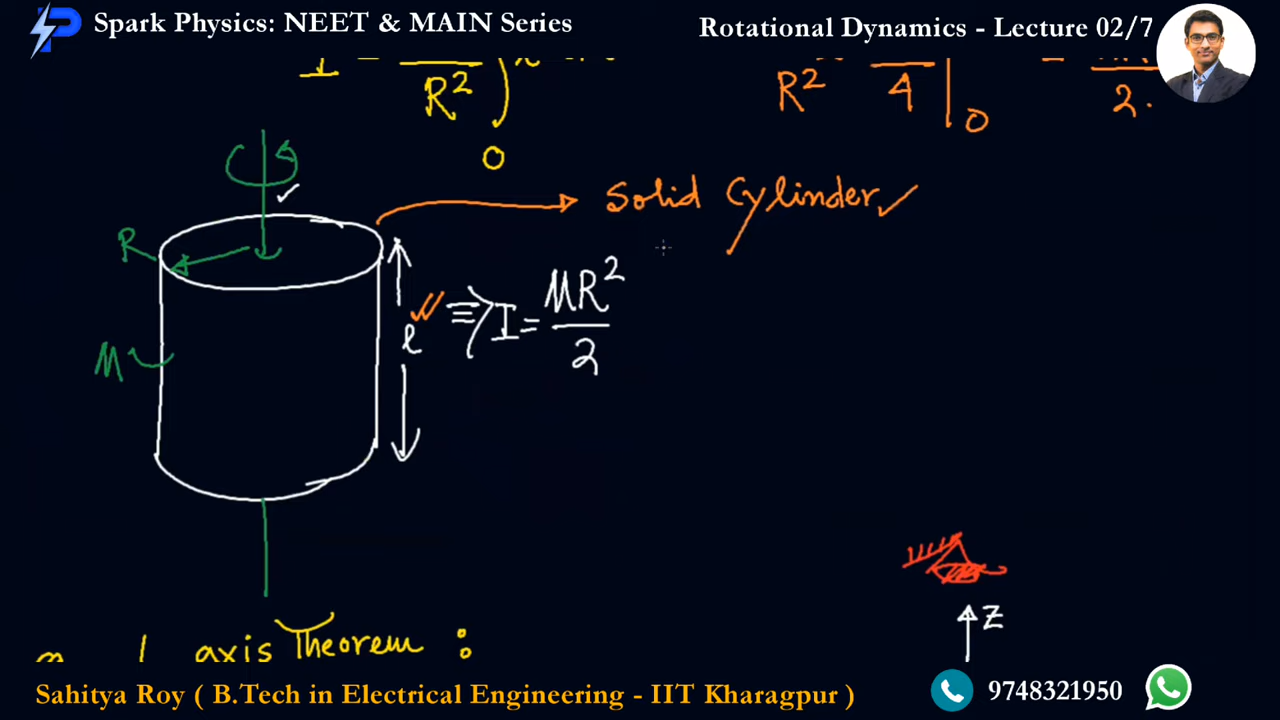 Spark Physics: NEET & MAIN Series
Rotational Dynamics - Lecture 02/7
R²
0
R² 4 0
2.
Solid Cylinder ✓
R
l ⇒ I = MR²/2
M
axis Theorem :
Z
Sahitya Roy ( B.Tech in Electrical Engineering - IIT Kharagpur )
9748321950